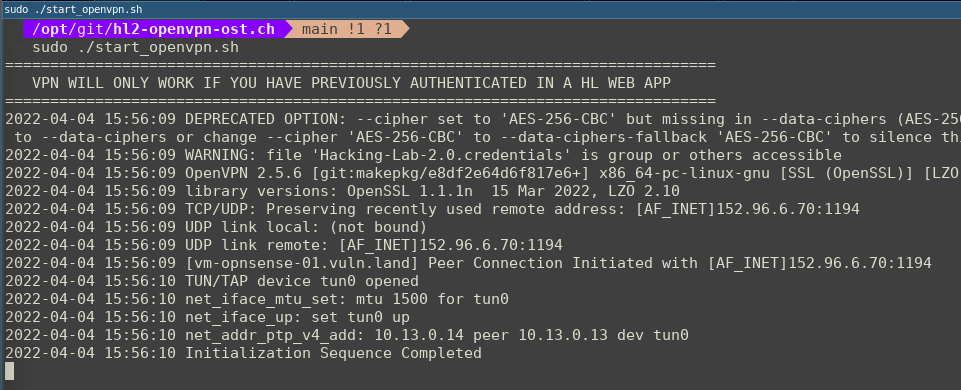 sudo ./start_openvpn.sh
/opt/git/hl2-openvpn-ost.ch main !1 ?1
sudo ./start_openvpn.sh
===============================================================================
VPN WILL ONLY WORK IF YOU HAVE PREVIOUSLY AUTHENTICATED IN A HL WEB APP
===============================================================================
2022-04-04 15:56:09 DEPRECATED OPTION: --cipher set to 'AES-256-CBC' but missing in --data-ciphers (AES-256
to --data-ciphers or change --cipher 'AES-256-CBC' to --data-ciphers-fallback 'AES-256-CBC' to silence thi
2022-04-04 15:56:09 WARNING: file 'Hacking-Lab-2.0.credentials' is group or others accessible
2022-04-04 15:56:09 OpenVPN 2.5.6 [git:makepkg/e8df2e64d6f817e6+] x86_64-pc-linux-gnu [SSL (OpenSSL)] [LZO
2022-04-04 15:56:09 library versions: OpenSSL 1.1.1n  15 Mar 2022, LZO 2.10
2022-04-04 15:56:09 TCP/UDP: Preserving recently used remote address: [AF_INET]152.96.6.70:1194
2022-04-04 15:56:09 UDP link local: (not bound)
2022-04-04 15:56:09 UDP link remote: [AF_INET]152.96.6.70:1194
2022-04-04 15:56:09 [vm-opnsense-01.vuln.land] Peer Connection Initiated with [AF_INET]152.96.6.70:1194
2022-04-04 15:56:10 TUN/TAP device tun0 opened
2022-04-04 15:56:10 net_iface_mtu_set: mtu 1500 for tun0
2022-04-04 15:56:10 net_iface_up: set tun0 up
2022-04-04 15:56:10 net_addr_ptp_v4_add: 10.13.0.14 peer 10.13.0.13 dev tun0
2022-04-04 15:56:10 Initialization Sequence Completed